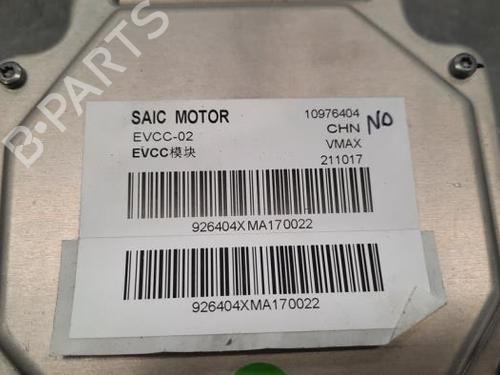 B-PARTS
SAIC MOTOR 10976404
EVCC-02 CHN NO
EVCC模块 VMAX
211017
926404XMA170022
926404XMA170022